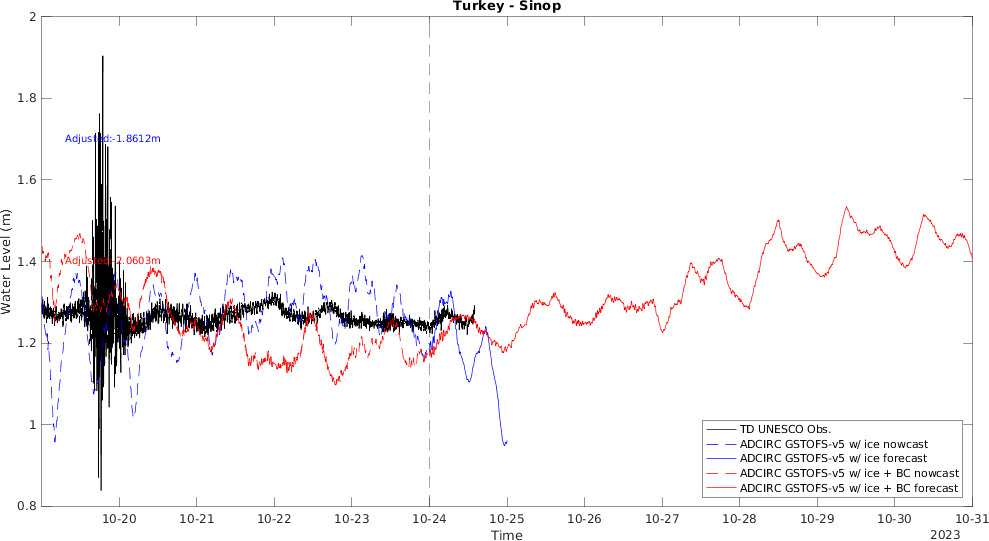 Turkey - Sinop
Water Level (m)
2
1.8
1.6
1.4
1.2
1
0.8
Adjusted:-1.8612m
Adjusted:-2.0603m
TD UNESCO Obs.
ADCIRC GSTOFS-v5 w/ ice nowcast
ADCIRC GSTOFS-v5 w/ ice forecast
ADCIRC GSTOFS-v5 w/ ice + BC nowcast
ADCIRC GSTOFS-v5 w/ ice + BC forecast
10-20 10-21 10-22 10-23 10-24 10-25 10-26 10-27 10-28 10-29 10-30 10-31
Time
2023